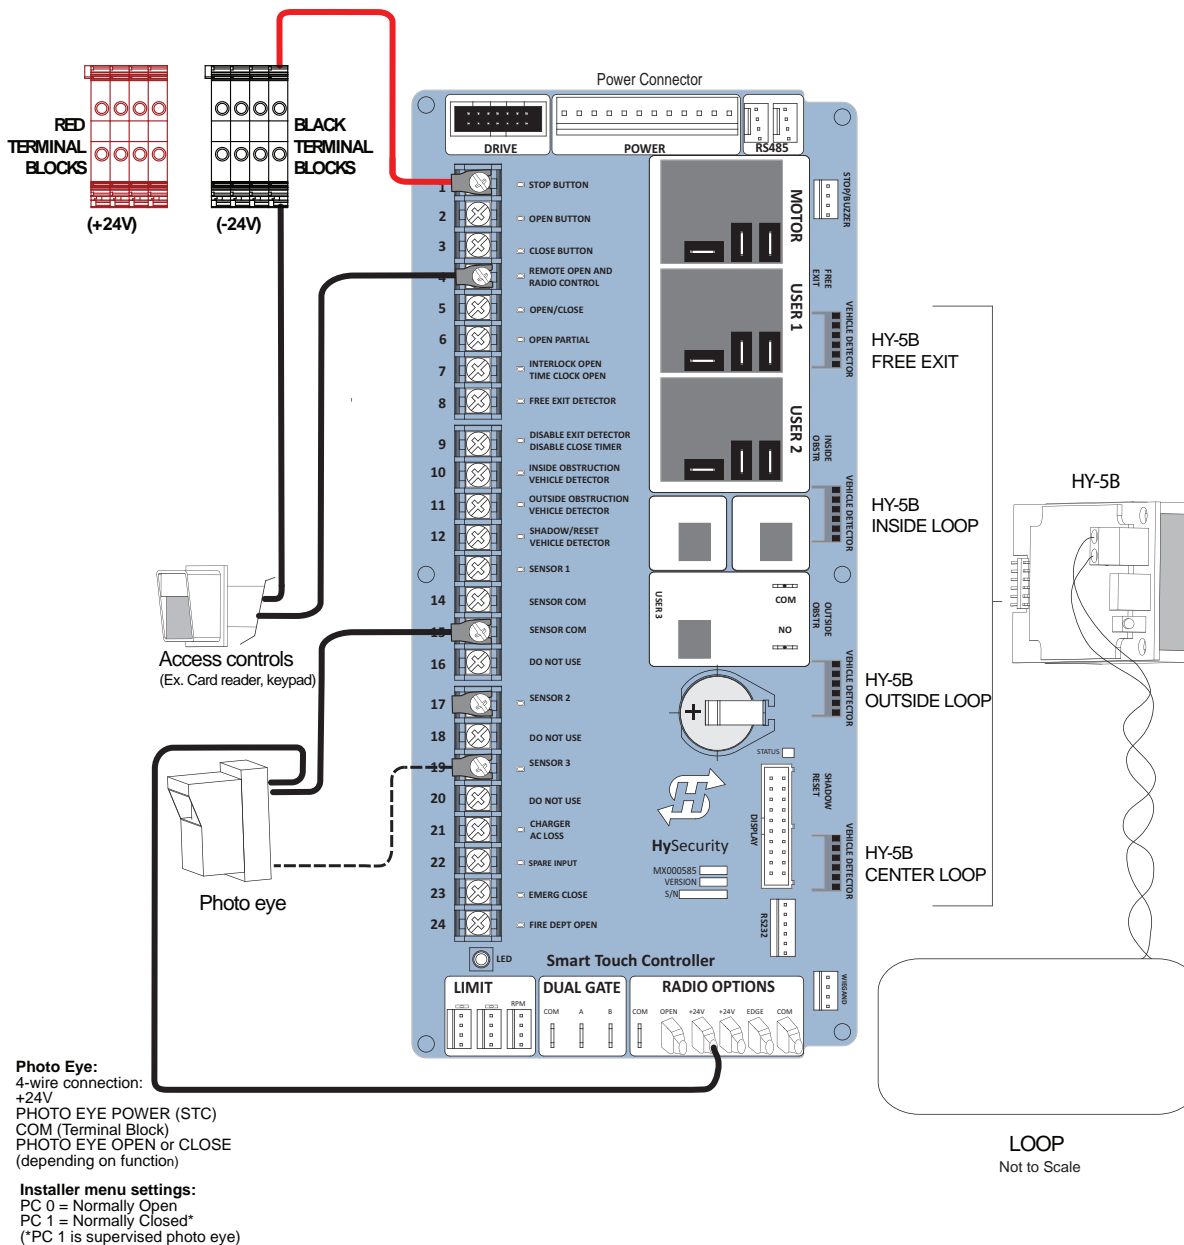 Power Connector
RED
TERMINAL
BLOCKS
(+24V)
BLACK
TERMINAL
BLOCKS
(-24V)
DRIVE
POWER
RS485
1 STOP BUTTON
2 OPEN BUTTON
3 CLOSE BUTTON
4 REMOTE OPEN AND
RADIO CONTROL
5 OPEN/CLOSE
6 OPEN PARTIAL
7 INTERLOCK OPEN
TIME CLOCK OPEN
8 FREE EXIT DETECTOR
9 DISABLE EXIT DETECTOR
DISABLE CLOSE TIMER
10 INSIDE OBSTRUCTION
VEHICLE DETECTOR
11 OUTSIDE OBSTRUCTION
VEHICLE DETECTOR
12 SHADOW/RESET
VEHICLE DETECTOR
SENSOR 1
14 SENSOR COM
15 SENSOR COM
16 DO NOT USE
17 SENSOR 2
18 DO NOT USE
19 SENSOR 3
20 DO NOT USE
21 CHARGER
AC LOSS
22 SPARE INPUT
23 EMERG CLOSE
24 FIRE DEPT OPEN
LED
MOTOR
USER 1
USER 2
USER 3
COM
NO
+
STOP/BUZZER
FREE
EXIT
VEHICLE DETECTOR
HY-5B
FREE EXIT
INSIDE
OBSTR
VEHICLE DETECTOR
HY-5B
INSIDE LOOP
OUTSIDE
OBSTR
VEHICLE DETECTOR
HY-5B
OUTSIDE LOOP
SHADOW
RESET
VEHICLE DETECTOR
HY-5B
CENTER LOOP
HY-5B
STATUS
DISPLAY
HySecurity
MX000585
VERSION
S/N
RS232
WIEGAND
Smart Touch Controller
LIMIT
RPM
DUAL GATE
COM A B
RADIO OPTIONS
COM OPEN +24V +24V EDGE COM
Access controls
(Ex. Card reader, keypad)
Photo eye
Photo Eye:
4-wire connection:
+24V
PHOTO EYE POWER (STC)
COM (Terminal Block)
PHOTO EYE OPEN or CLOSE
(depending on function)
Installer menu settings:
PC 0 = Normally Open
PC 1 = Normally Closed*
(*PC 1 is supervised photo eye)
LOOP
Not to Scale